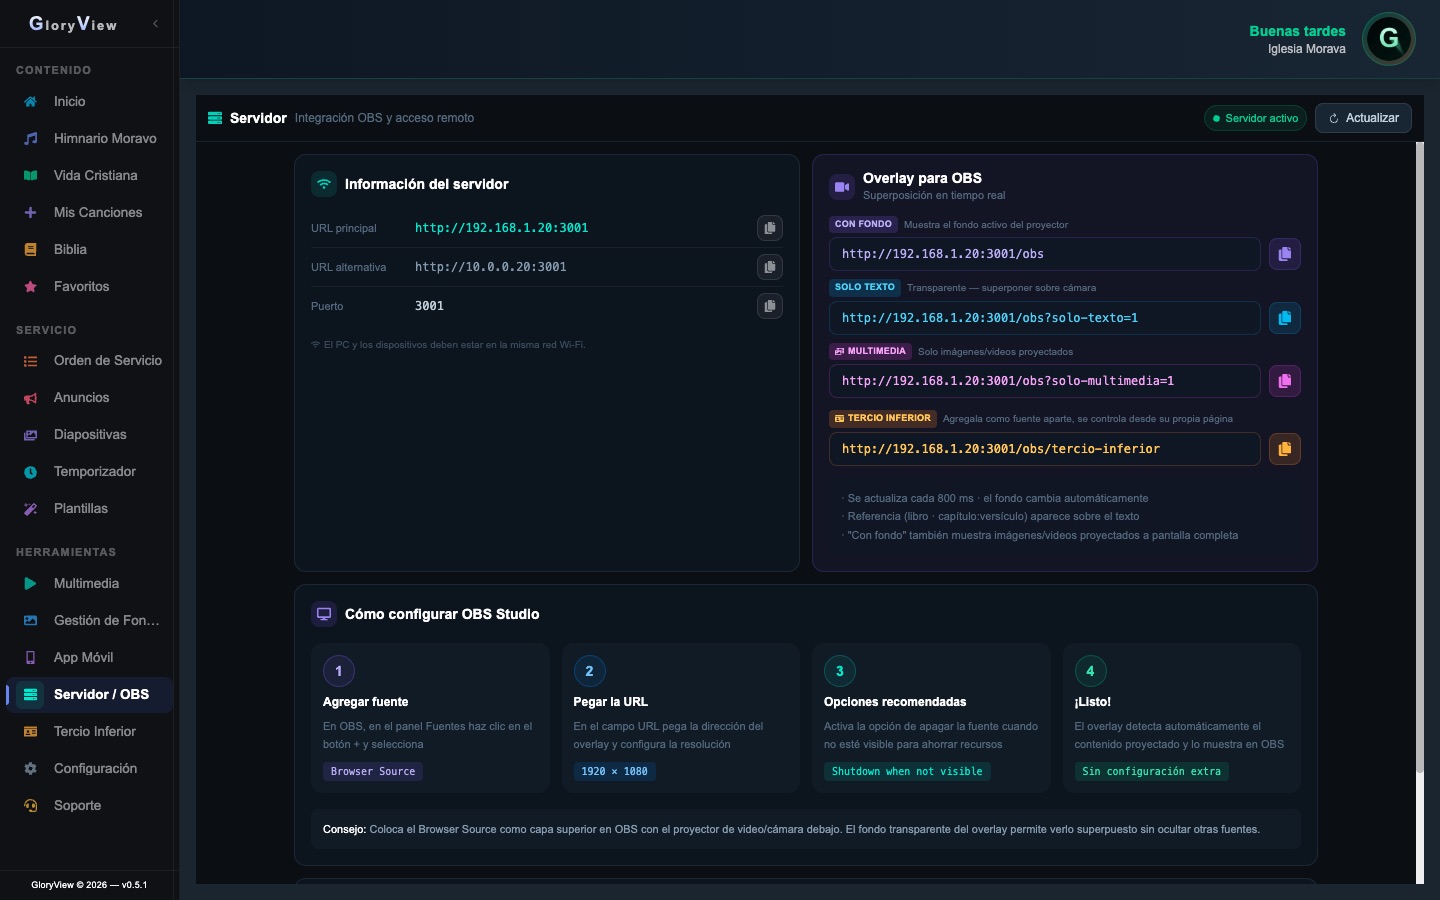 GloryView
CONTENIDO
Inicio
Himnario Moravo
Vida Cristiana
Mis Canciones
Biblia
Favoritos
SERVICIO
Orden de Servicio
Anuncios
Diapositivas
Temporizador
Plantillas
HERRAMIENTAS
Multimedia
Gestión de Fon...
App Móvil
Servidor / OBS
Tercio Inferior
Configuración
Soporte
GloryView © 2026 — v0.5.1
Buenas tardes
Iglesia Morava
G
Servidor Integración OBS y acceso remoto
Servidor activo
Actualizar
Información del servidor
URL principal http://192.168.1.20:3001
URL alternativa http://10.0.0.20:3001
Puerto 3001
El PC y los dispositivos deben estar en la misma red Wi-Fi.
Overlay para OBS
Superposición en tiempo real
CON FONDO Muestra el fondo activo del proyector
http://192.168.1.20:3001/obs
SOLO TEXTO Transparente — superponer sobre cámara
http://192.168.1.20:3001/obs?solo-texto=1
MULTIMEDIA Solo imágenes/videos proyectados
http://192.168.1.20:3001/obs?solo-multimedia=1
TERCIO INFERIOR Agregala como fuente aparte, se controla desde su propia página
http://192.168.1.20:3001/obs/tercio-inferior
· Se actualiza cada 800 ms · el fondo cambia automáticamente
· Referencia (libro · capítulo:versículo) aparece sobre el texto
· "Con fondo" también muestra imágenes/videos proyectados a pantalla completa
Cómo configurar OBS Studio
1
Agregar fuente
En OBS, en el panel Fuentes haz clic en el
botón + y selecciona
Browser Source
2
Pegar la URL
En el campo URL pega la dirección del
overlay y configura la resolución
1920 × 1080
3
Opciones recomendadas
Activa la opción de apagar la fuente cuando
no esté visible para ahorrar recursos
Shutdown when not visible
4
¡Listo!
El overlay detecta automáticamente el
contenido proyectado y lo muestra en OBS
Sin configuración extra
Consejo: Coloca el Browser Source como capa superior en OBS con el proyector de video/cámara debajo. El fondo transparente del overlay permite verlo superpuesto sin ocultar otras fuentes.